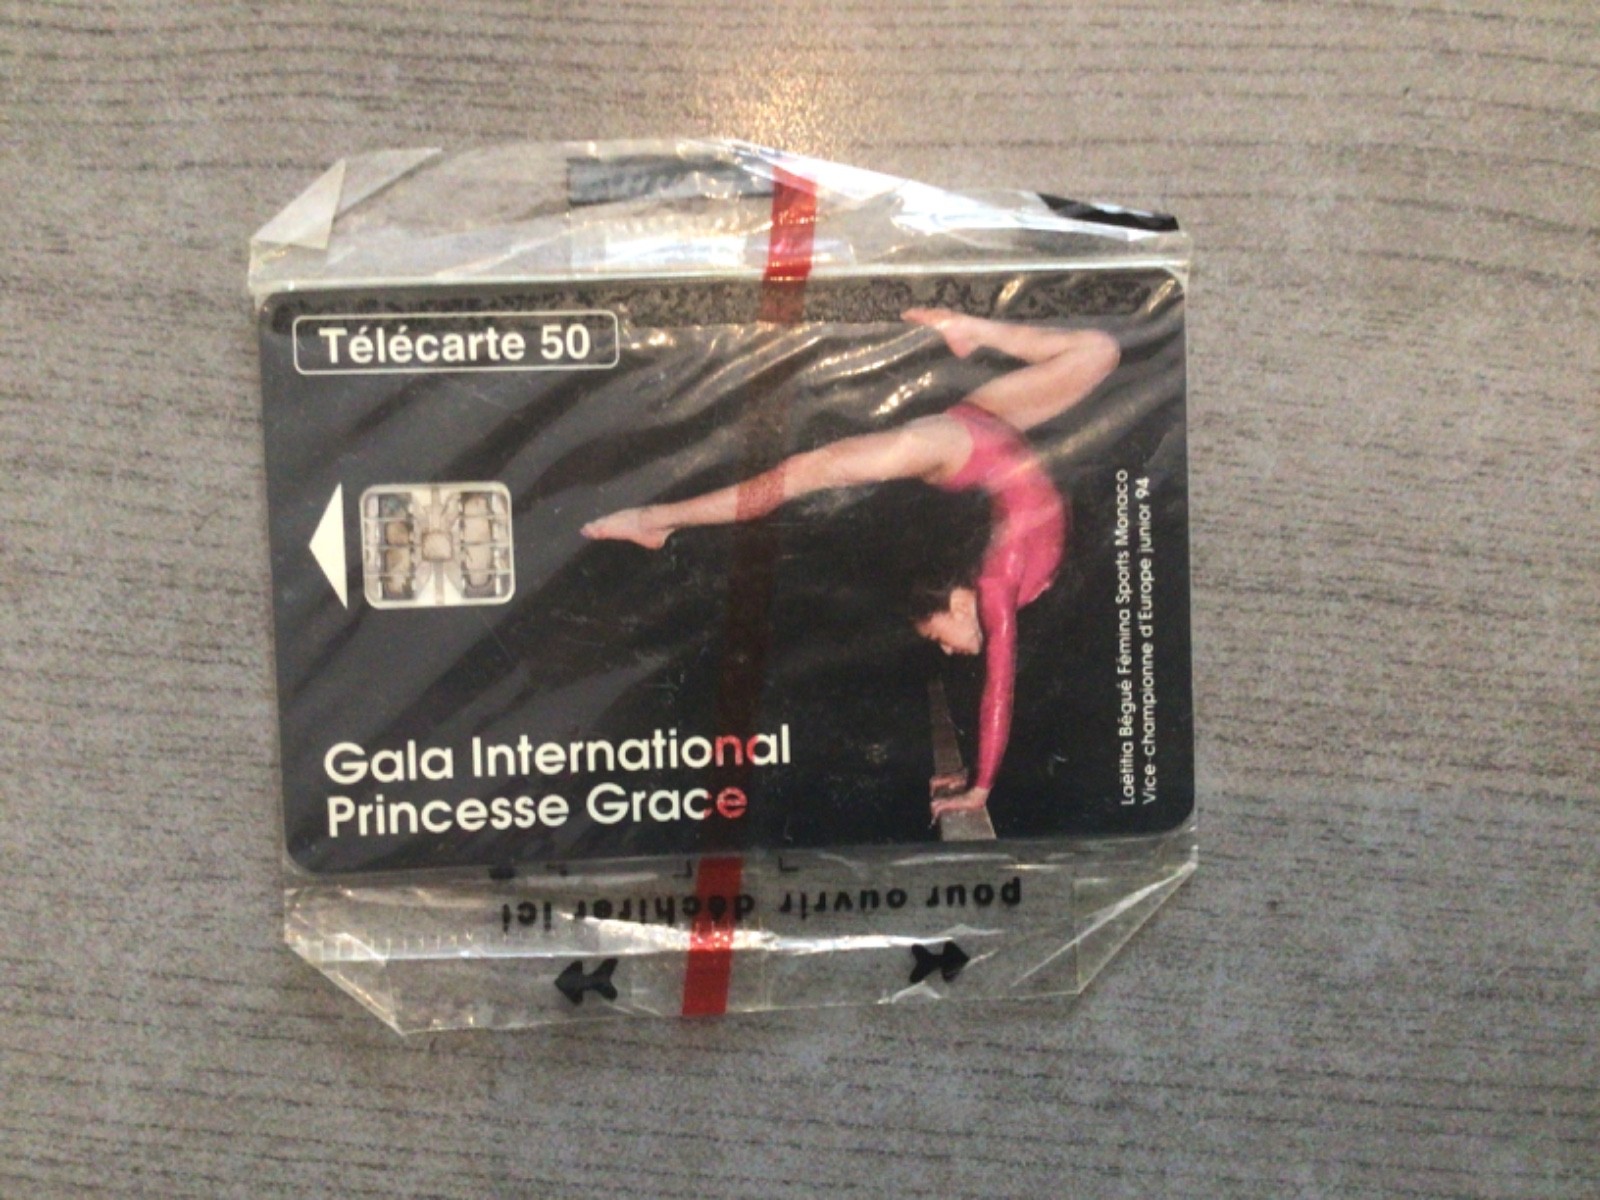 Télécarte 50
Gala International
Princesse Grace
Laëtitia Bégué Fémina Sports Monaco
Vice-championne d'Europe junior 94
pour ouvrir déchirer ici